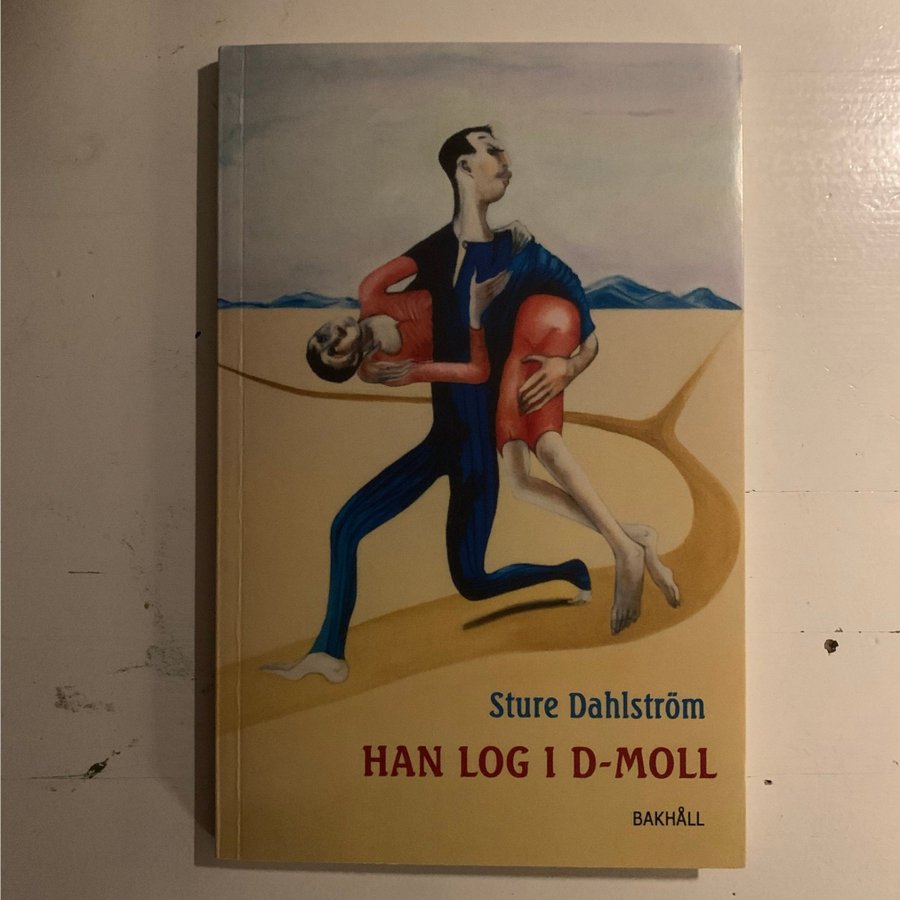 Sture Dahlström
HAN LOG I D-MOLL
BAKHÅLL